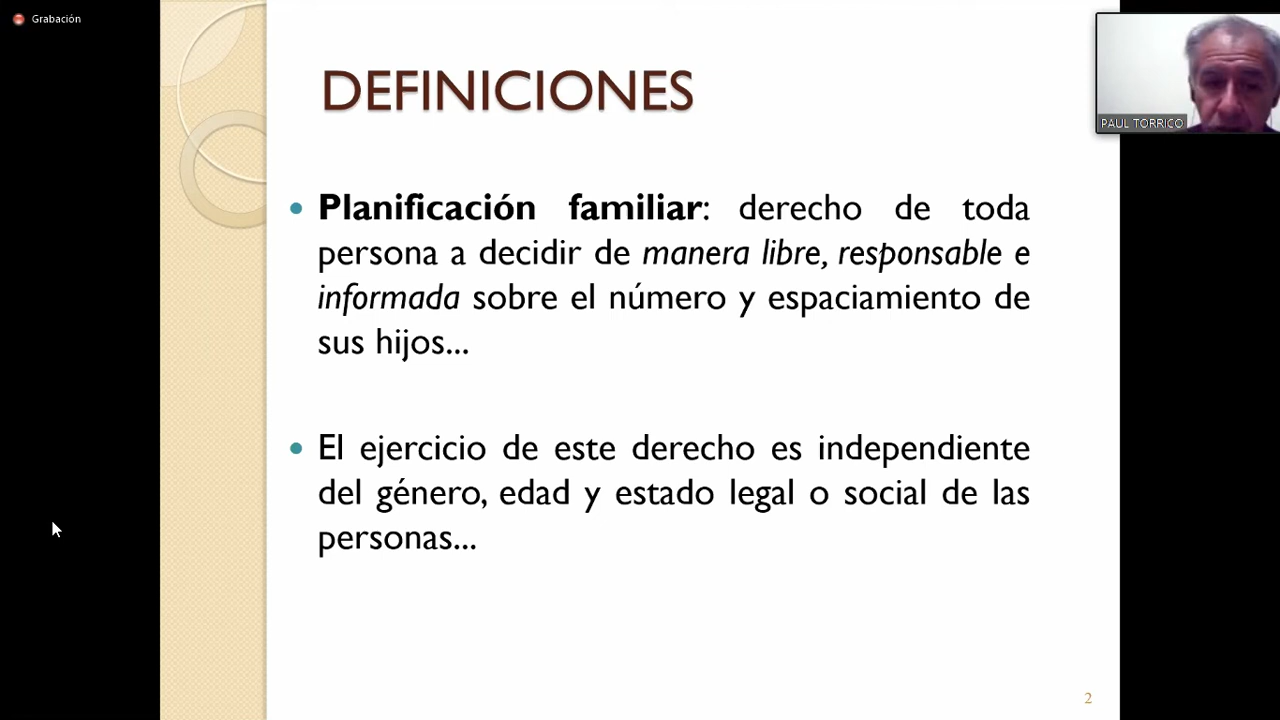 Grabación
DEFINICIONES
PAUL TORRICO
• Planificación familiar: derecho de toda
persona a decidir de manera libre, responsable e
informada sobre el número y espaciamiento de
sus hijos...
• El ejercicio de este derecho es independiente
del género, edad y estado legal o social de las
personas...
2